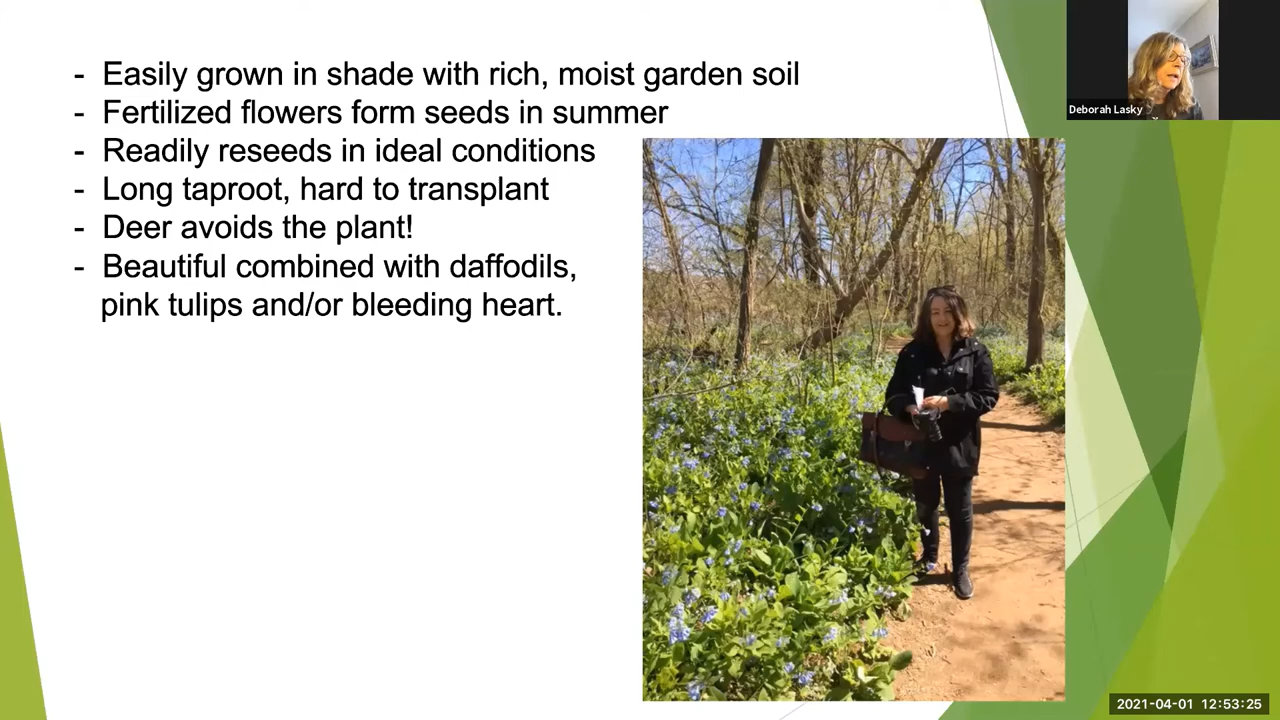 - Easily grown in shade with rich, moist garden soil
- Fertilized flowers form seeds in summer
- Readily reseeds in ideal conditions
- Long taproot, hard to transplant
- Deer avoids the plant!
- Beautiful combined with daffodils,
pink tulips and/or bleeding heart.
Deborah Lasky
2021-04-01 12:53:25